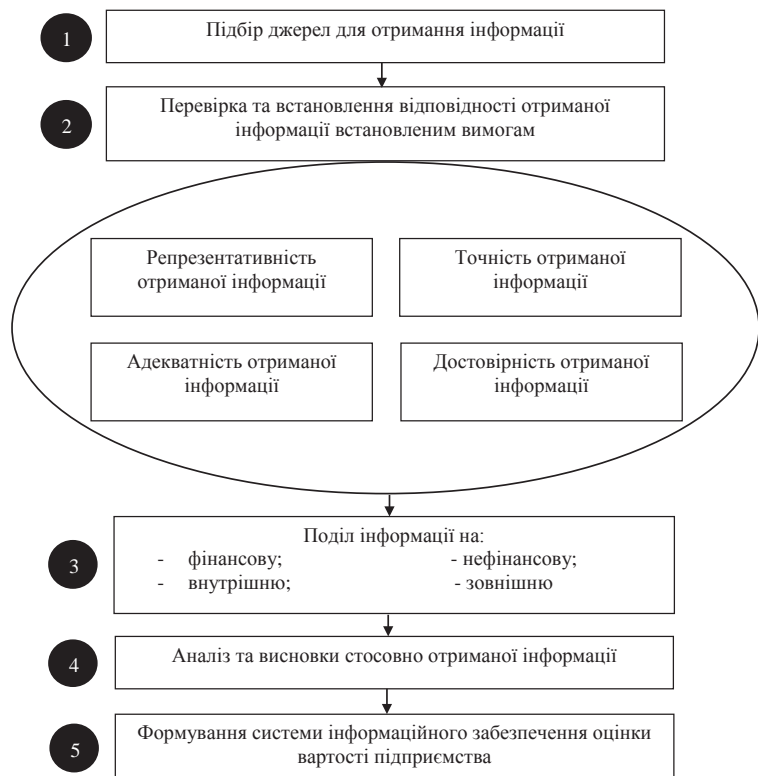 1
Підбір джерел для отримання інформації
2
Перевірка та встановлення відповідності отриманої
інформації встановленим вимогам
Репрезентативність
отриманої інформації
Точність отриманої
інформації
Адекватність отриманої
інформації
Достовірність отриманої
інформації
3
Поділ інформації на:
- фінансову; - нефінансову;
- внутрішню; - зовнішню
4
Аналіз та висновки стосовно отриманої інформації
5
Формування системи інформаційного забезпечення оцінки
вартості підприємства